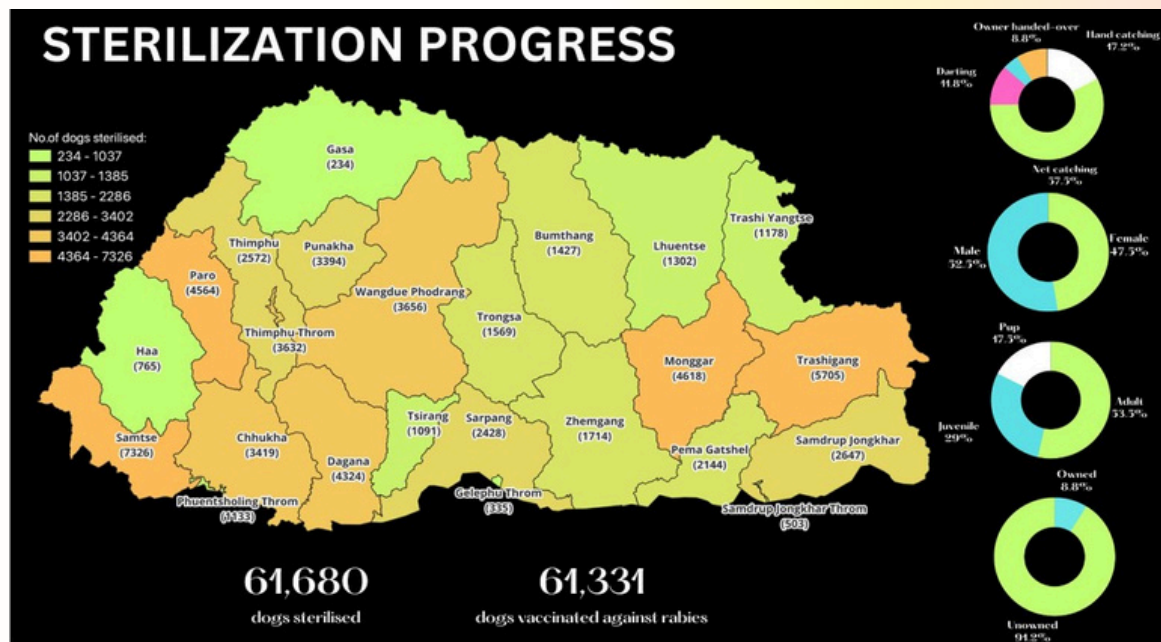 STERILIZATION PROGRESS
No.of dogs sterilised:
234 - 1037
1037 - 1385
1385 - 2286
2286 - 3402
3402 - 4364
4364 - 7326
Gasa
(234)
Thimphu
(2572)
Punakha
(3394)
Bumthang
(1427)
Lhuentse
(1302)
Trashi Yangtse
(1178)
Paro
(4564)
Wangdue Phodrang
(3656)
Trongsa
(1569)
Thimphu Throm
(3632)
Haa
(765)
Monggar
(4618)
Trashigang
(5705)
Samtse
(7326)
Chhukha
(3419)
Dagana
(4324)
Tsirang
(1091)
Sarpang
(2428)
Zhemgang
(1714)
Pema Gatshel
(2144)
Samdrup Jongkhar
(2647)
Phuentsholing Throm
(1133)
Gelephu Throm
(335)
Samdrup Jongkhar Throm
(503)
61,680
dogs sterilised
61,331
dogs vaccinated against rabies
Owner handed-over
8.8%
Hand catching
17.2%
Darting
11.8%
Net catching
57.5%
Male
52.5%
Female
47.5%
Pup
17.5%
Adult
53.5%
Juvenile
29%
Owned
8.8%
Unowned
91.2%